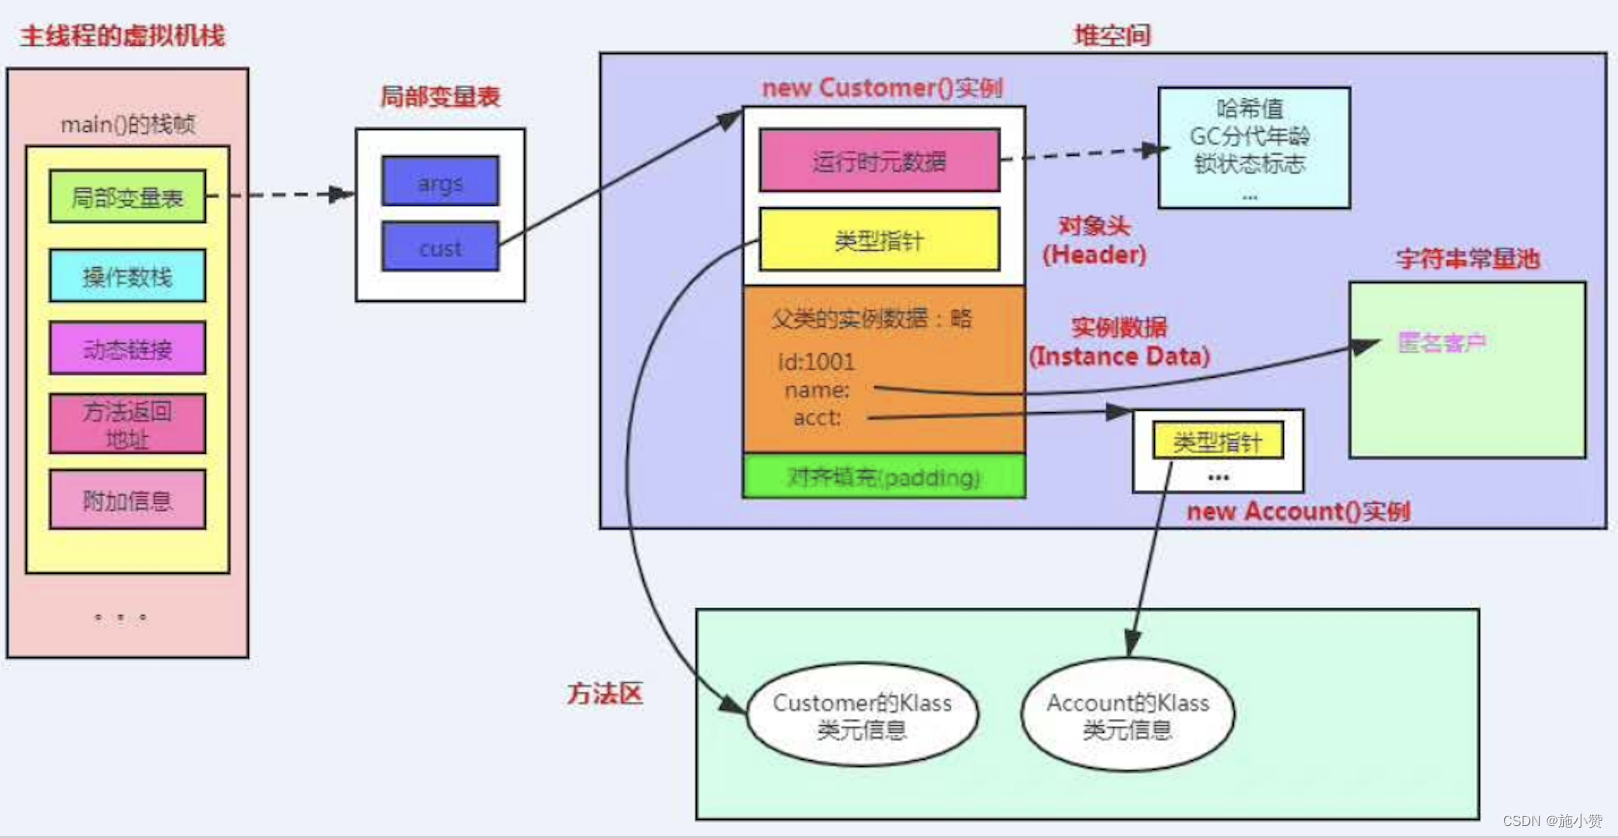 主线程的虚拟机栈
main()的栈帧
局部变量表
操作数栈
动态链接
方法返回
地址
附加信息
。。。
局部变量表
args
cust
堆空间
new Customer()实例
运行时元数据
类型指针
对象头
(Header)
父类的实例数据：略
id:1001
name:
acct:
实例数据
(Instance Data)
对齐填充(padding)
哈希值
GC分代年龄
锁状态标志
...
字符串常量池
匿名客户
类型指针
...
new Account()实例
方法区
Customer的Klass
类元信息
Account的Klass
类元信息
CSDN @施小赞